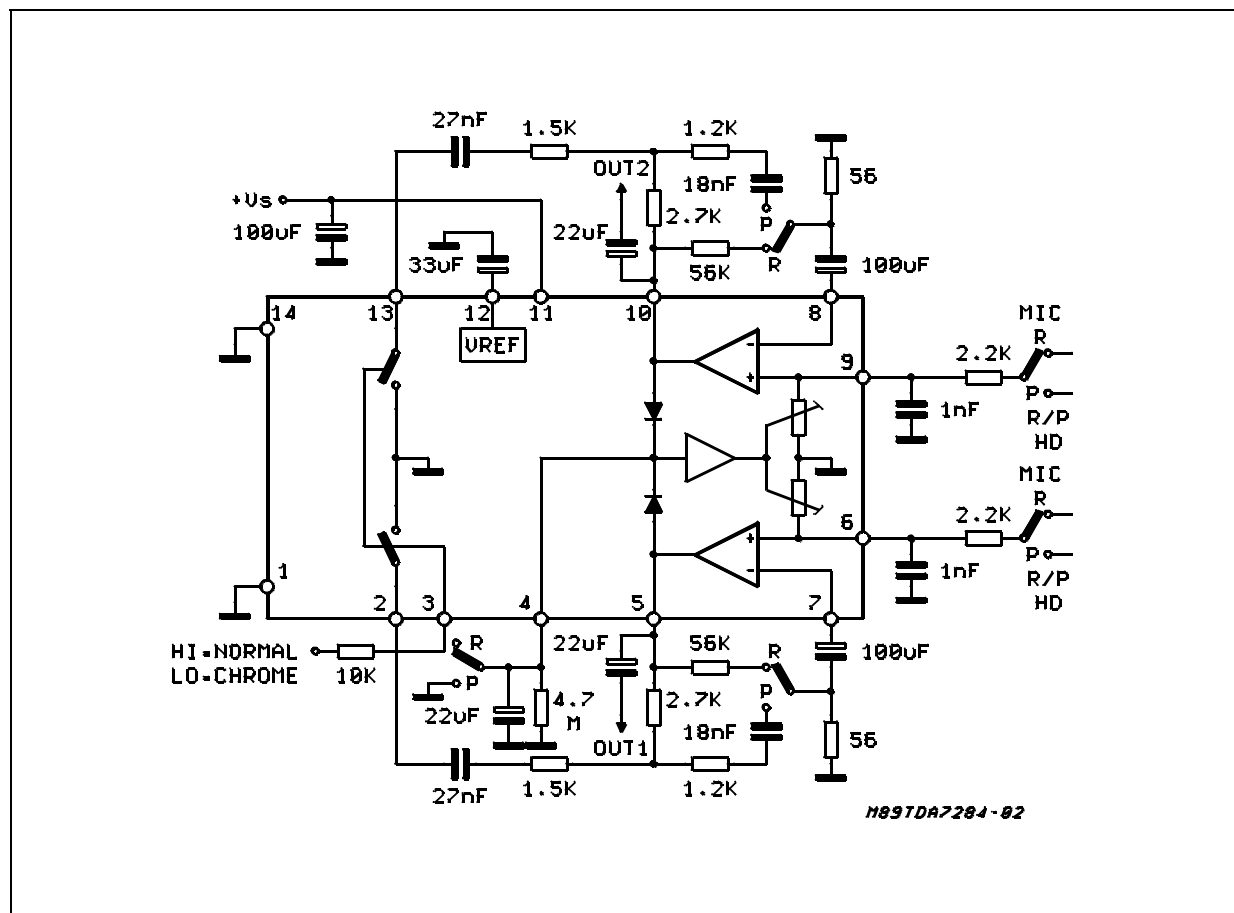 27nF
1.5K
1.2K
OUT2
18nF
56
+Vs
P
2.7K
100uF
22uF
33uF
56K
R
100uF
14
13
12
11
10
8
MIC
VREF
R
-
9
2.2K
+
P
1nF
R/P
HD
MIC
R
6
2.2K
+
P
1
-
1nF
R/P
2
3
4
5
7
HD
22uF
56K
R
HI=NORMAL
R
100uF
LO=CHROME
10K
P
P
4.7
M
2.7K
22uF
18nF
56
OUT1
27nF
1.5K
1.2K
M89TDA7284-02